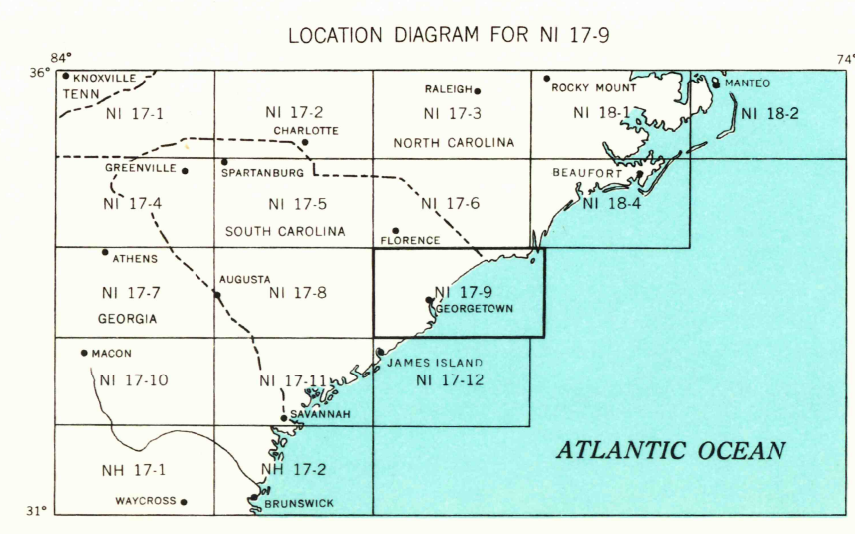 LOCATION DIAGRAM FOR NI 17-9
84°
74°
36°
KNOXVILLE
TENN
NI 17-1
NI 17-2
CHARLOTTE
RALEIGH
NI 17-3
NORTH CAROLINA
ROCKY MOUNT
NI 18-1
MANTEO
NI 18-2
GREENVILLE
SPARTANBURG
NI 17-4
NI 17-5
SOUTH CAROLINA
NI 17-6
FLORENCE
BEAUFORT
NI 18-4
ATHENS
NI 17-7
GEORGIA
AUGUSTA
NI 17-8
NI 17-9
GEORGETOWN
MACON
NI 17-10
NI 17-11
SAVANNAH
JAMES ISLAND
NI 17-12
ATLANTIC OCEAN
NH 17-1
WAYCROSS
NH 17-2
BRUNSWICK
31°